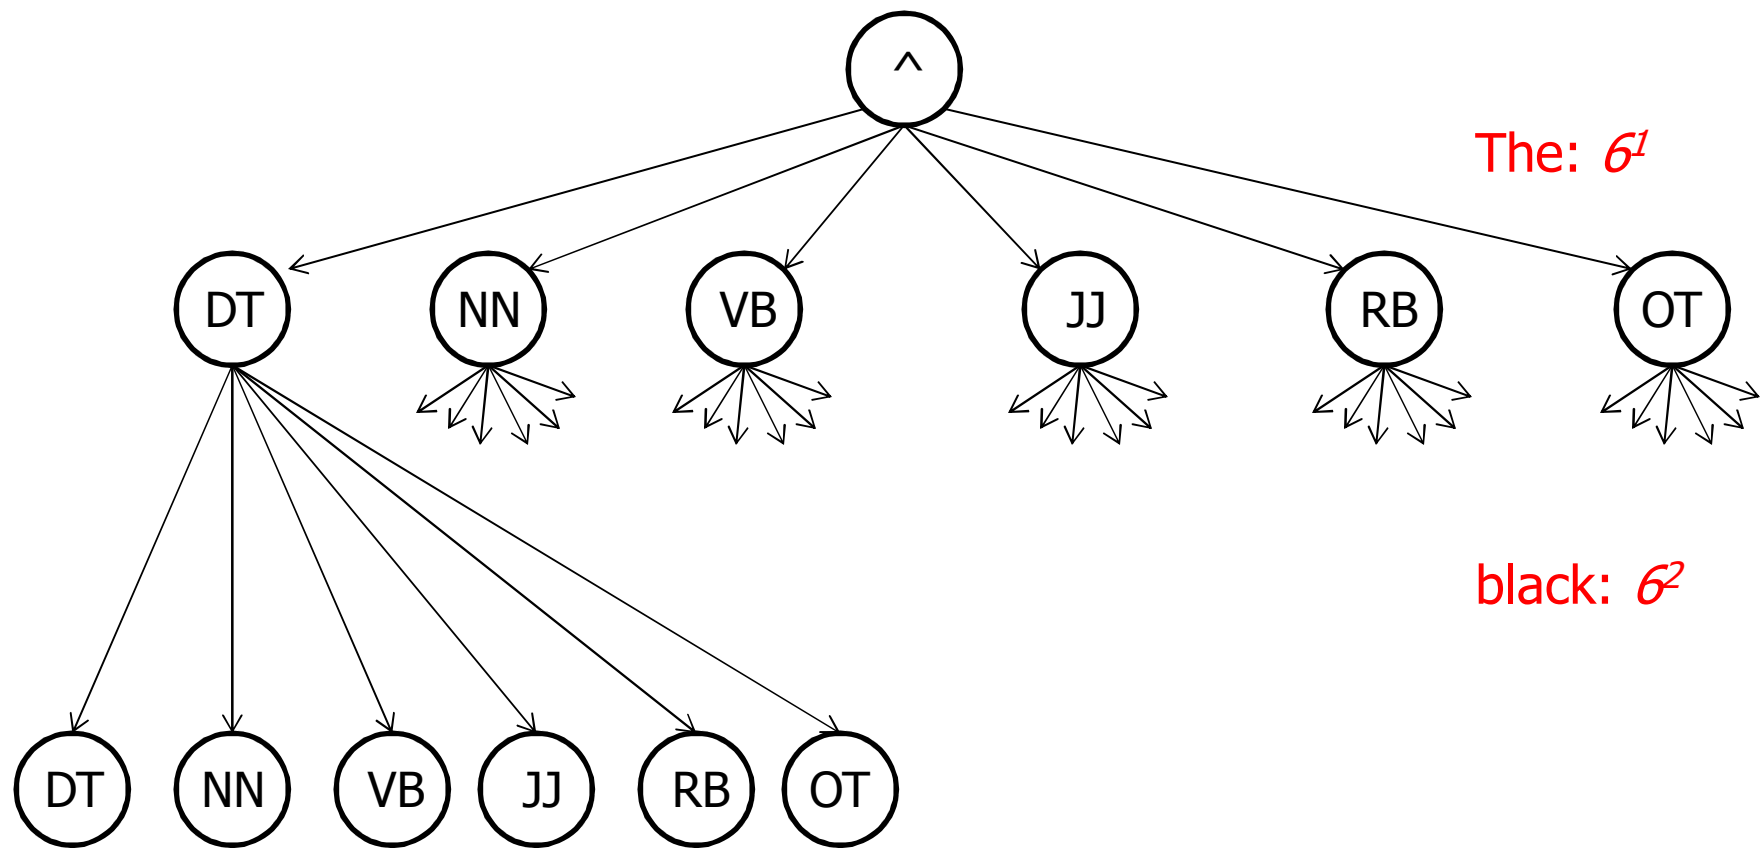 ^
The: 6¹
DT NN VB JJ RB OT
black: 6²
DT NN VB JJ RB OT